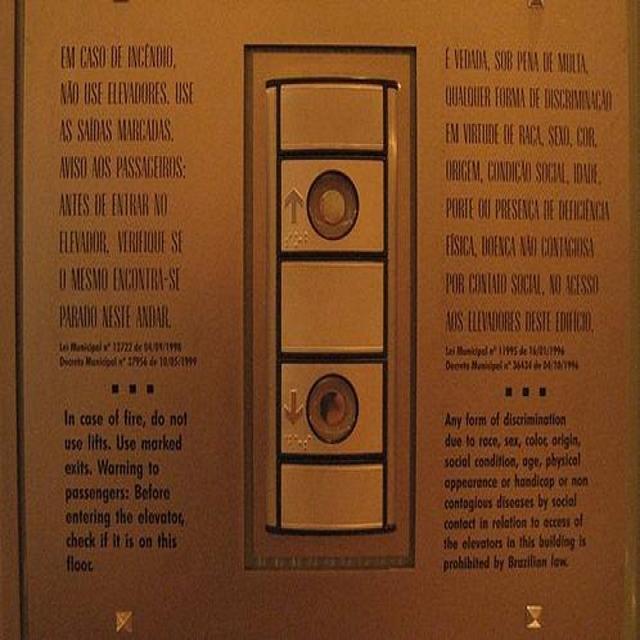 EM CASO DE INCÊNDIO,
NÃO USE ELEVADORES. USE
AS SAÍDAS MARCADAS.
AVISO AOS PASSAGEIROS:
ANTES DE ENTRAR NO
ELEVADOR, VERIFIQUE SE
O MESMO ENCONTRA-SE
PARADO NESTE ANDAR.
Lei Municipal nº 12722 de 04/09/1998
Decreto Municipal nº 37956 de 10/05/1999
In case of fire, do not
use lifts. Use marked
exits. Warning to
passengers: Before
entering the elevator,
check if it is on this
floor.
É VEDADA, SOB PENA DE MULTA,
QUALQUER FORMA DE DISCRIMINAÇÃO
EM VIRTUDE DE RAÇA, SEXO, COR,
ORIGEM, CONDIÇÃO SOCIAL, IDADE,
PORTE OU PRESENÇA DE DEFICIÊNCIA
FÍSICA, DOENÇA NÃO CONTAGIOSA
POR CONTATO SOCIAL, NO ACESSO
AOS ELEVADORES DESTE EDIFÍCIO.
Lei Municipal nº 11995 de 16/01/1996
Decreto Municipal nº 36434 de 04/10/1996
Any form of discrimination
due to race, sex, color, origin,
social condition, age, physical
appearance or handicap or non
contagious diseases by social
contact in relation to access of
the elevators in this building is
prohibited by Brazilian law.